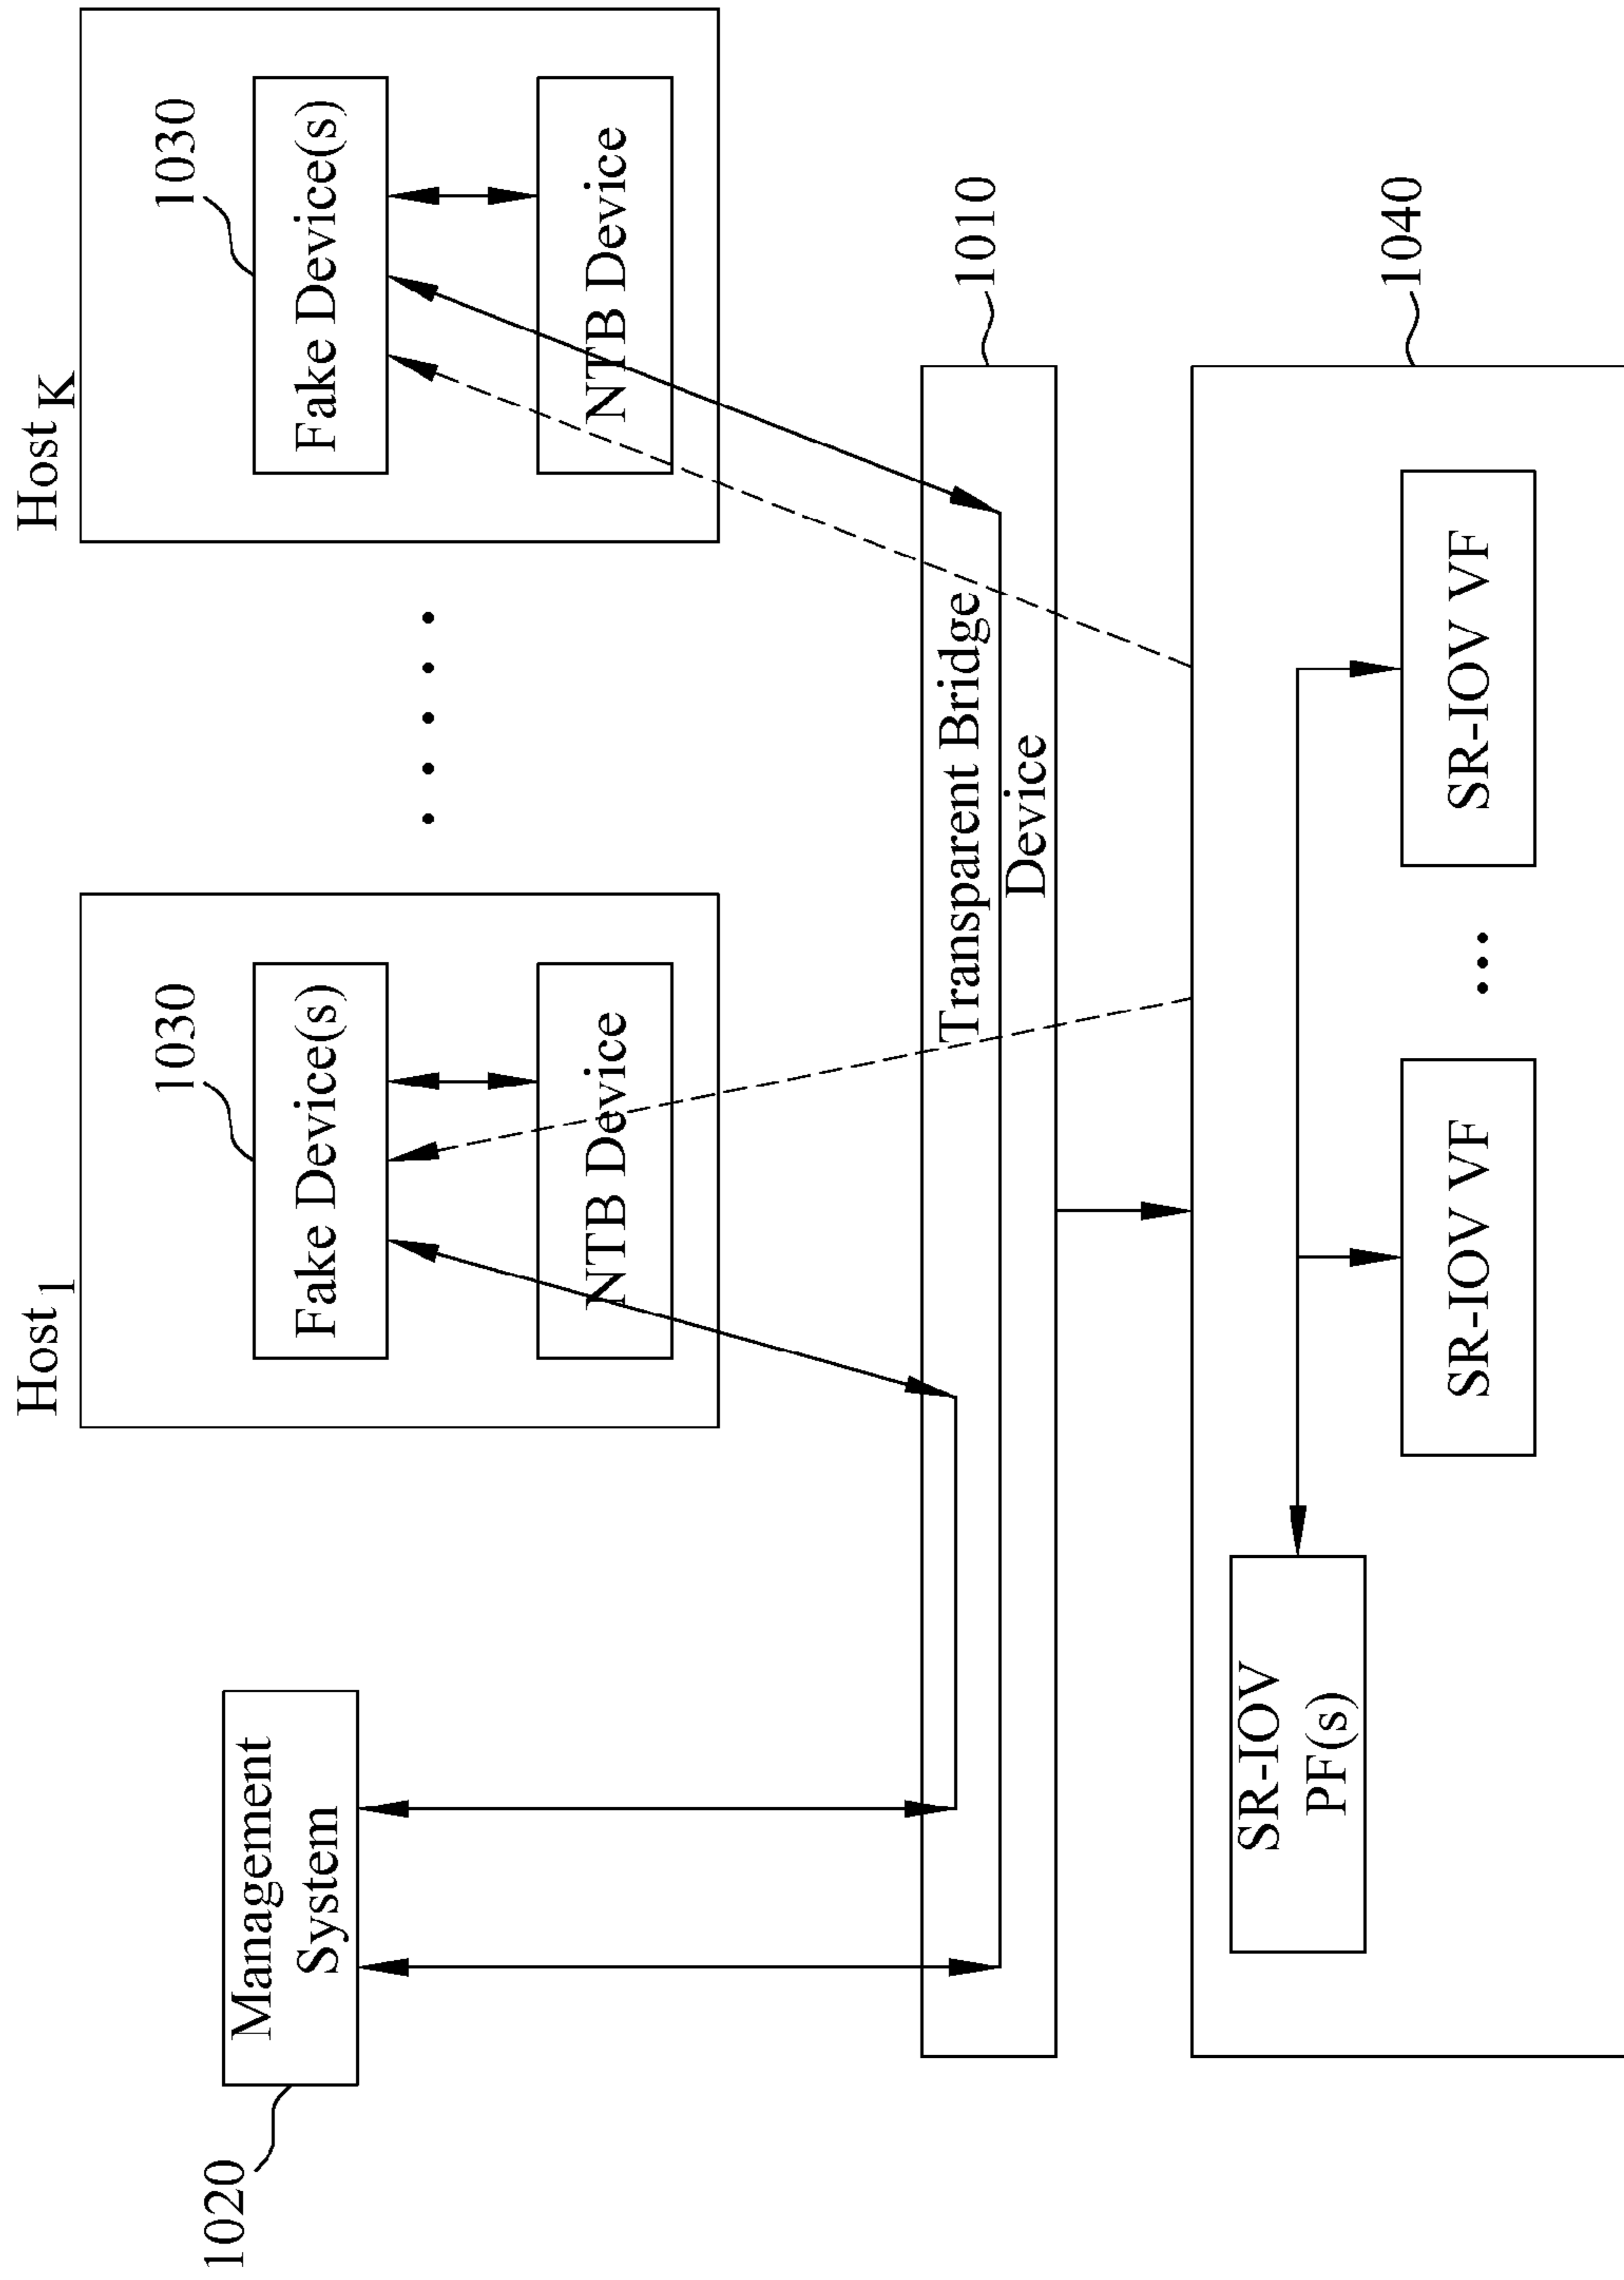 1020
Management
System
Host 1
1030
Fake Device(s)
NTB Device
. . . . .
Host K
1030
Fake Device(s)
NTB Device
Transparent Bridge
Device
1010
1040
SR-IOV
PF(s)
SR-IOV VF
...
SR-IOV VF